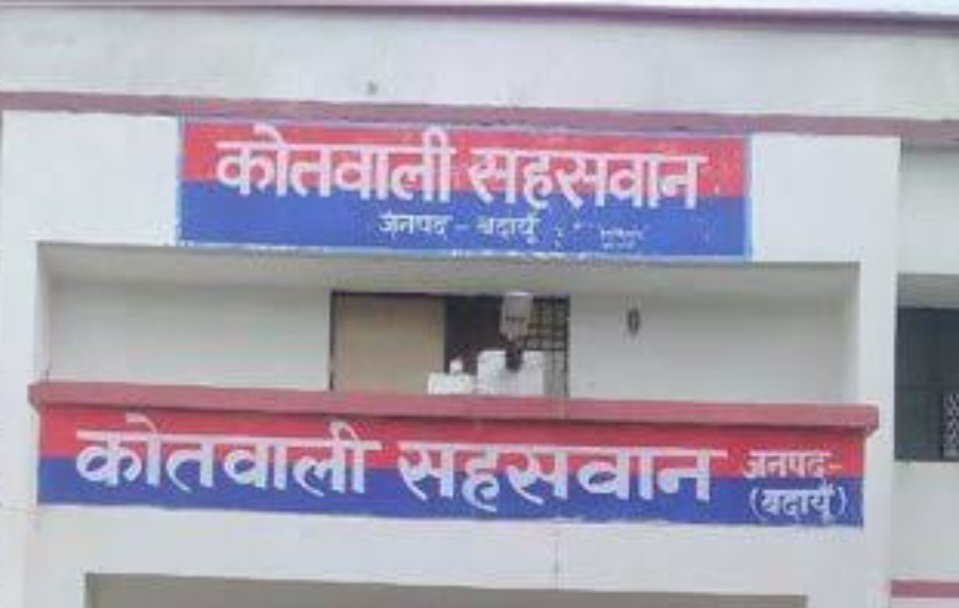 कोतवाली सहसवान
जनपद - बदायूँ
कोतवाली सहसवान जनपद-
(बदायूँ)